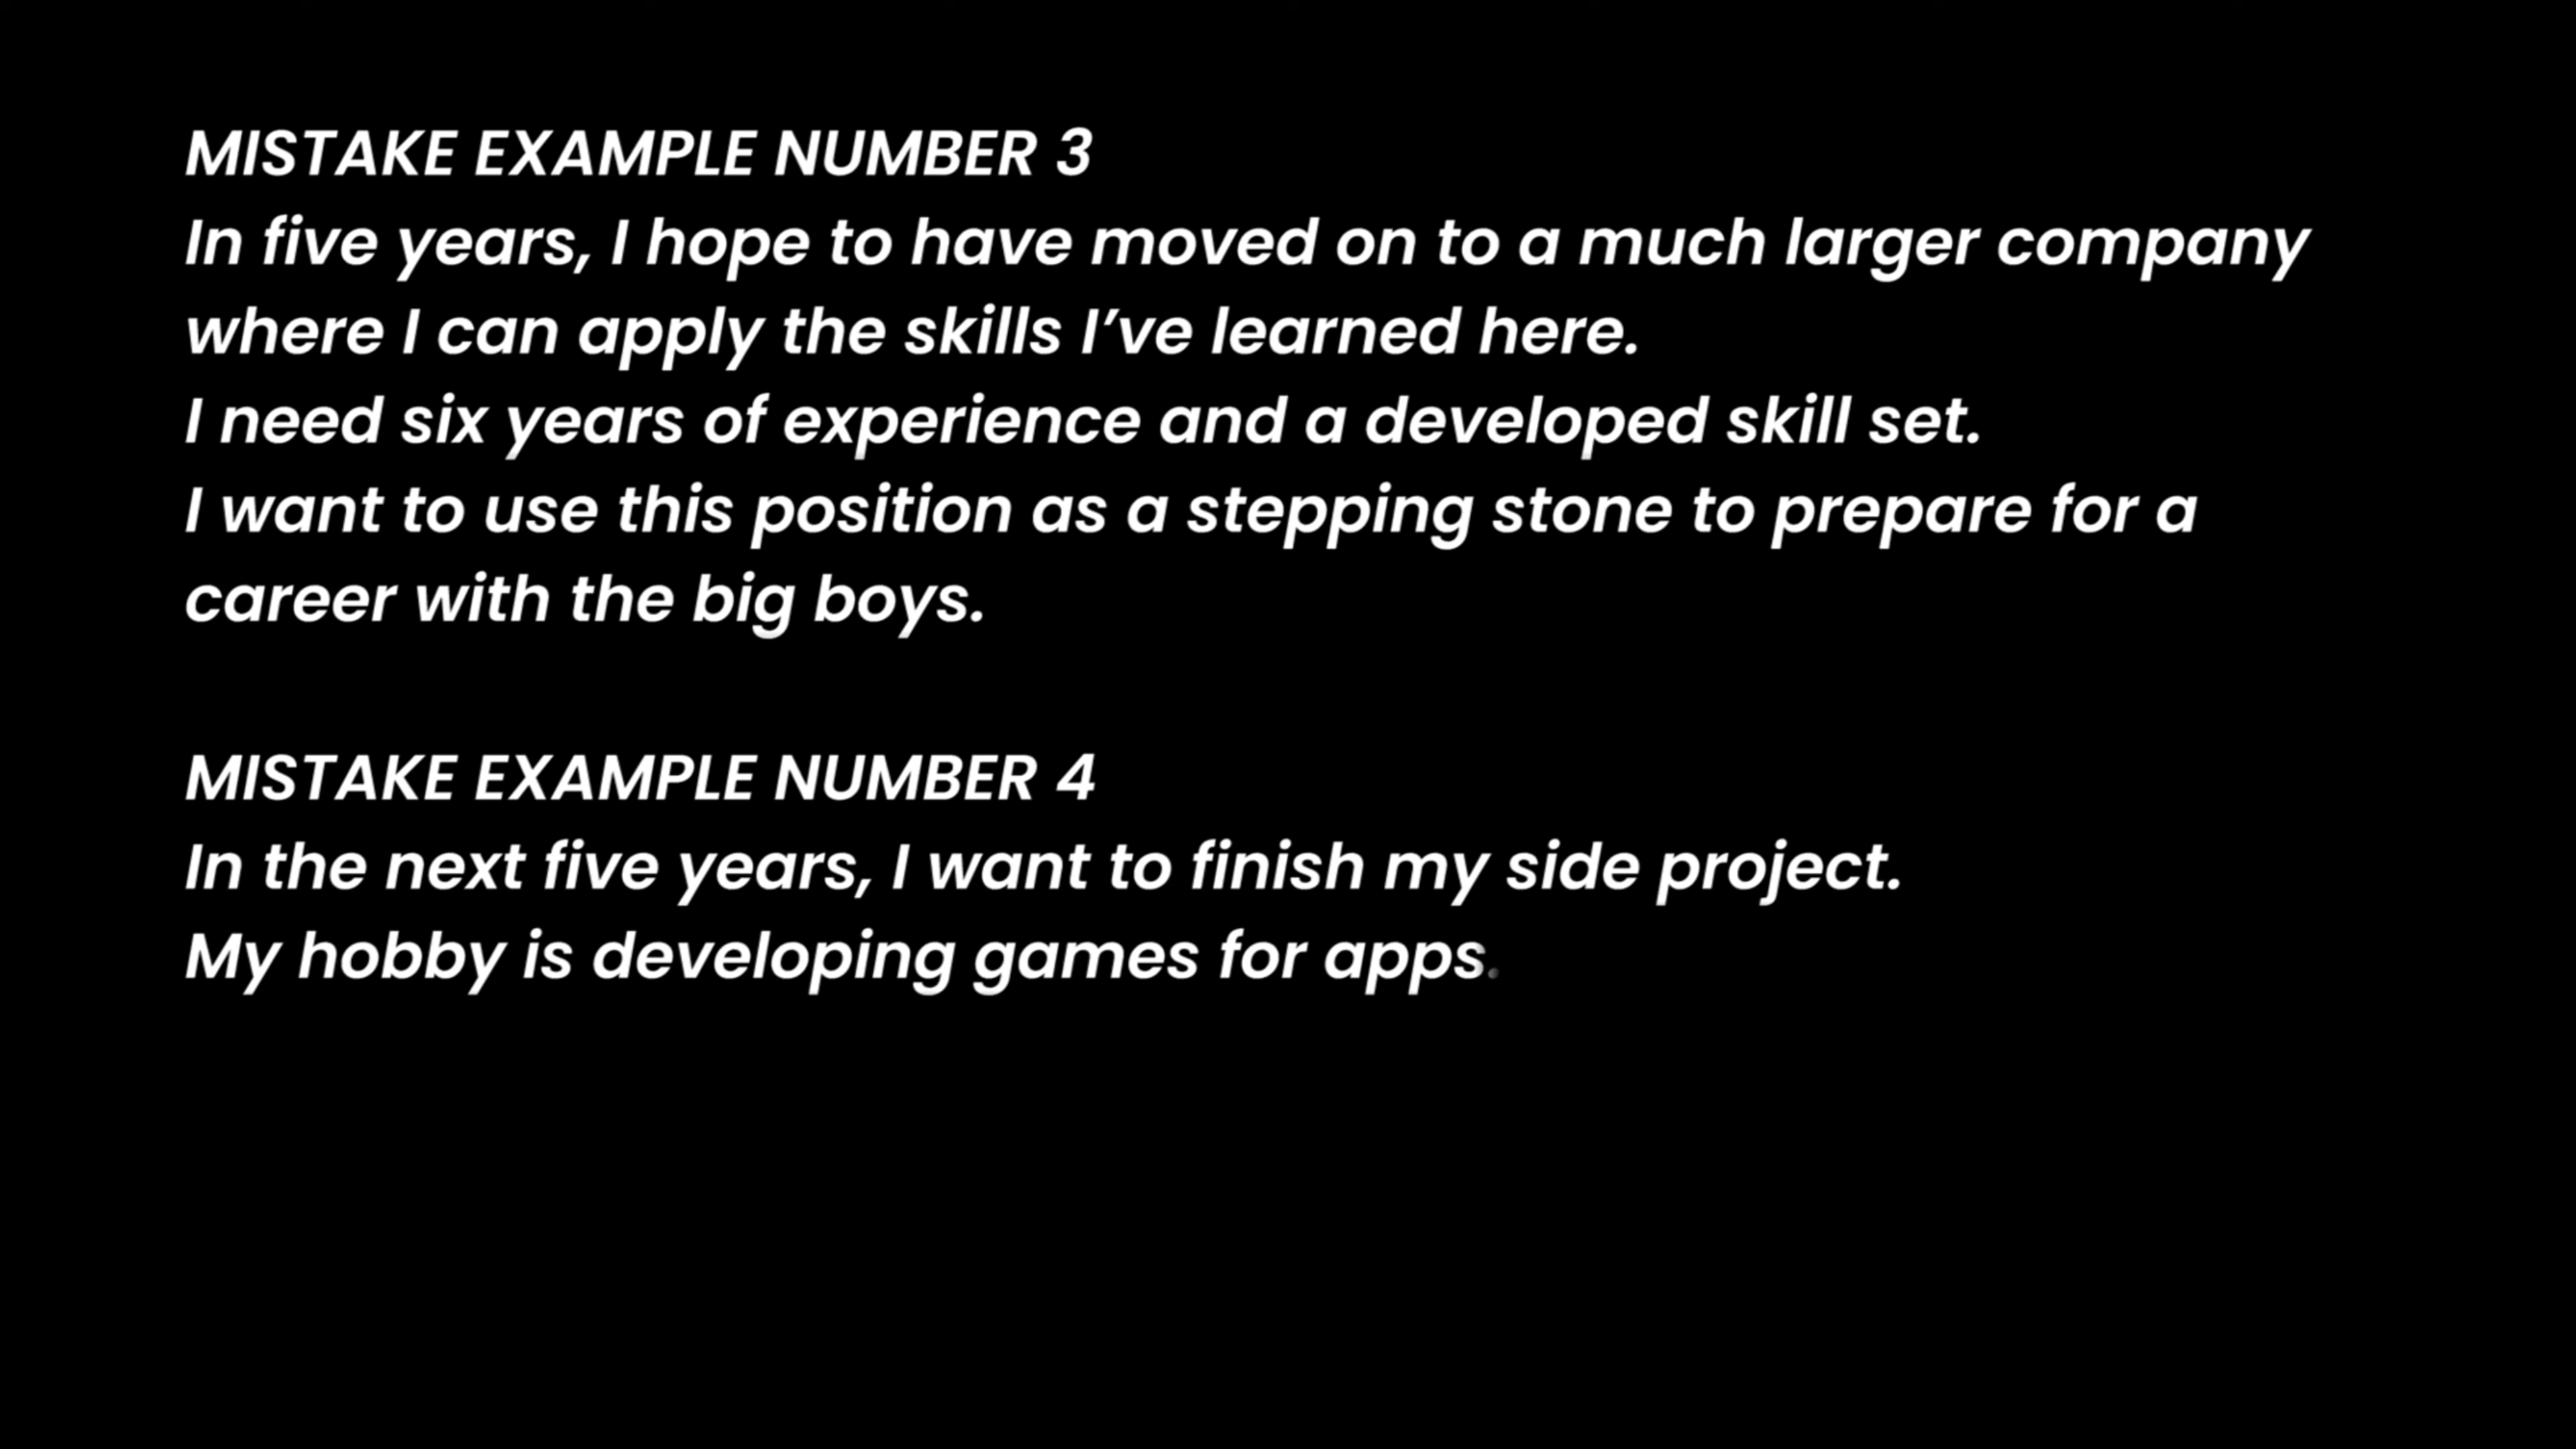 MISTAKE EXAMPLE NUMBER 3
In five years, I hope to have moved on to a much larger company
where I can apply the skills I’ve learned here.
I need six years of experience and a developed skill set.
I want to use this position as a stepping stone to prepare for a
career with the big boys.
MISTAKE EXAMPLE NUMBER 4
In the next five years, I want to finish my side project.
My hobby is developing games for apps.